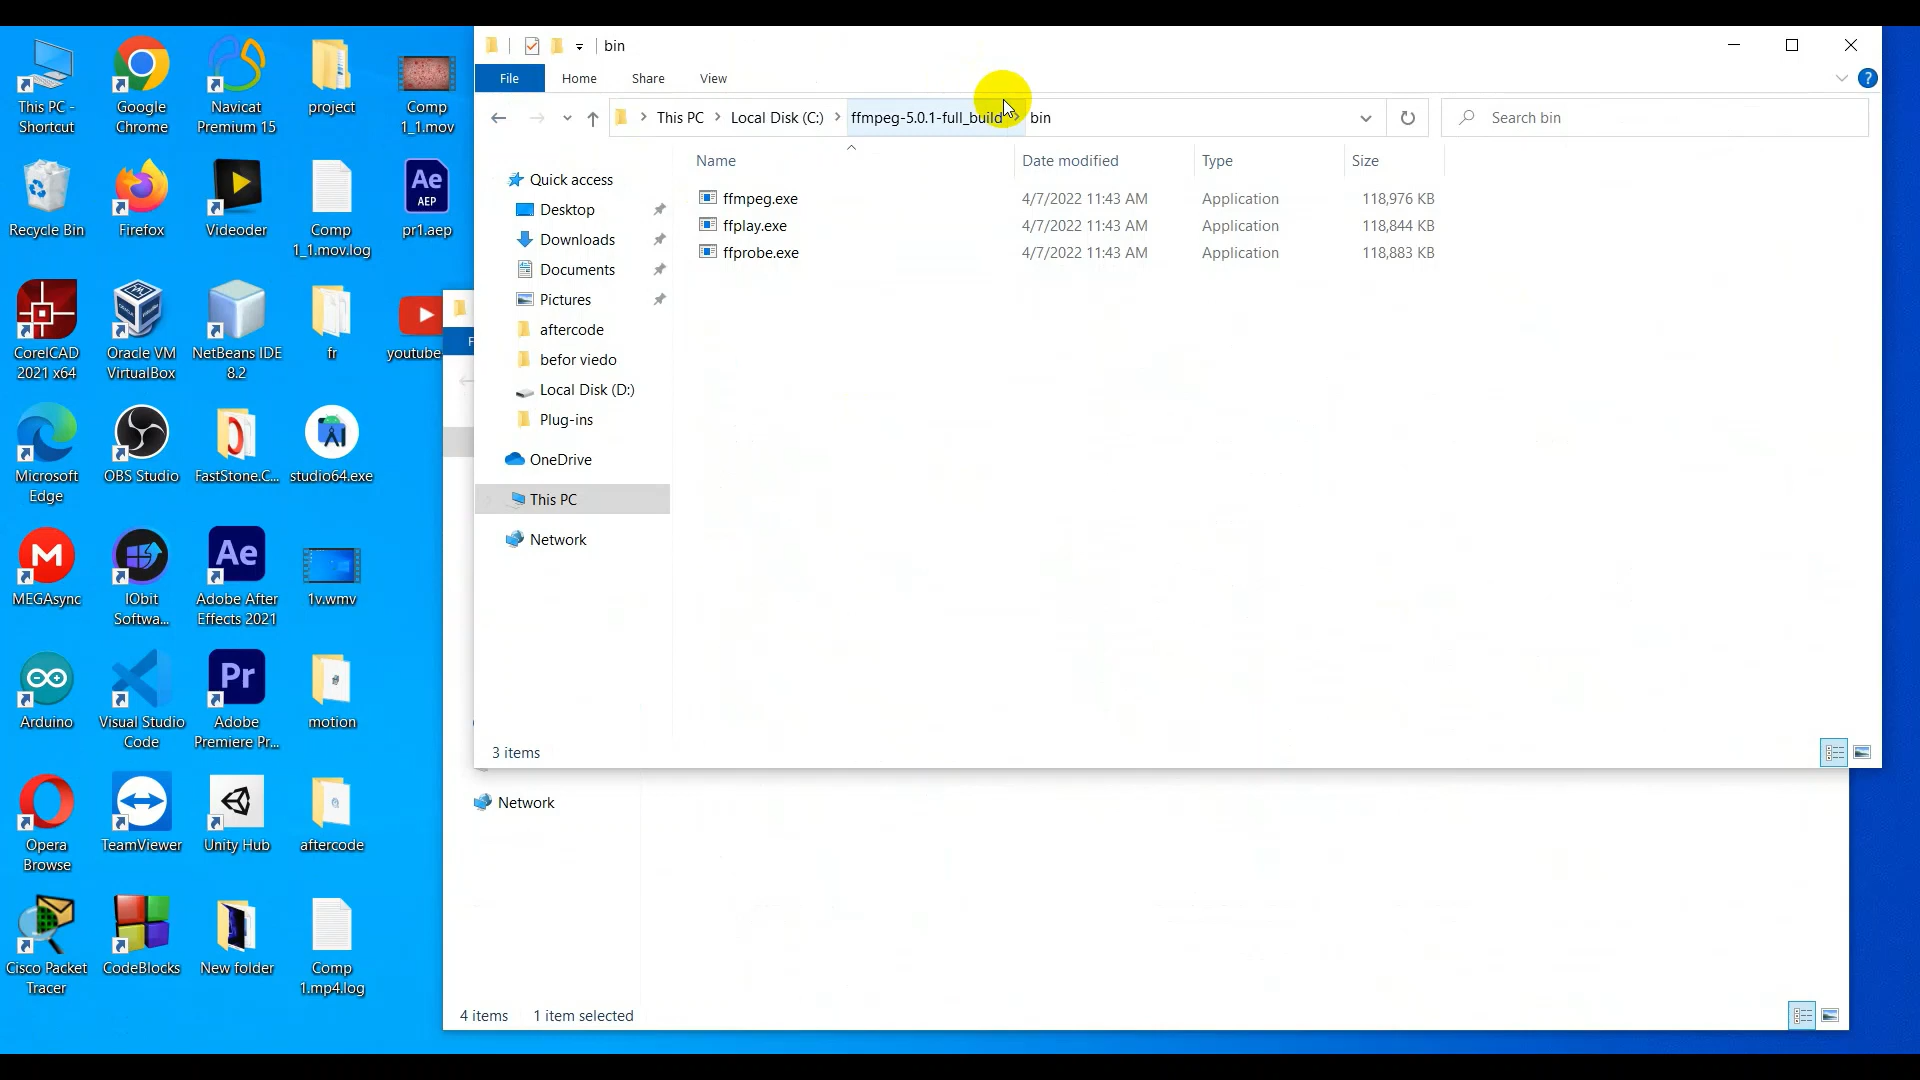 This PC -
Shortcut
Google
Chrome
Navicat
Premium 15
project
Comp
1_1.mov
Recycle Bin
Firefox
Videoder
Comp
1_1.mov.log
Ae
AEP
pr1.aep
CorelCAD
2021 x64
Oracle VM
VirtualBox
NetBeans IDE
8.2
fr
youtube
Microsoft
Edge
OBS Studio
FastStone.C...
studio64.exe
MEGAsync
IObit
Softwa...
Ae
Adobe After
Effects 2021
1v.wmv
Arduino
Visual Studio
Code
Pr
Adobe
Premiere Pr...
motion
Opera
Browse
TeamViewer
Unity Hub
aftercode
Cisco Packet
Tracer
CodeBlocks
New folder
Comp
1.mp4.log
bin
File Home Share View
This PC > Local Disk (C:) > ffmpeg-5.0.1-full_build > bin
Search bin
Name Date modified Type Size
ffmpeg.exe 4/7/2022 11:43 AM Application 118,976 KB
ffplay.exe 4/7/2022 11:43 AM Application 118,844 KB
ffprobe.exe 4/7/2022 11:43 AM Application 118,883 KB
Quick access
Desktop
Downloads
Documents
Pictures
aftercode
befor viedo
Local Disk (D:)
Plug-ins
OneDrive
This PC
Network
3 items
Network
4 items 1 item selected